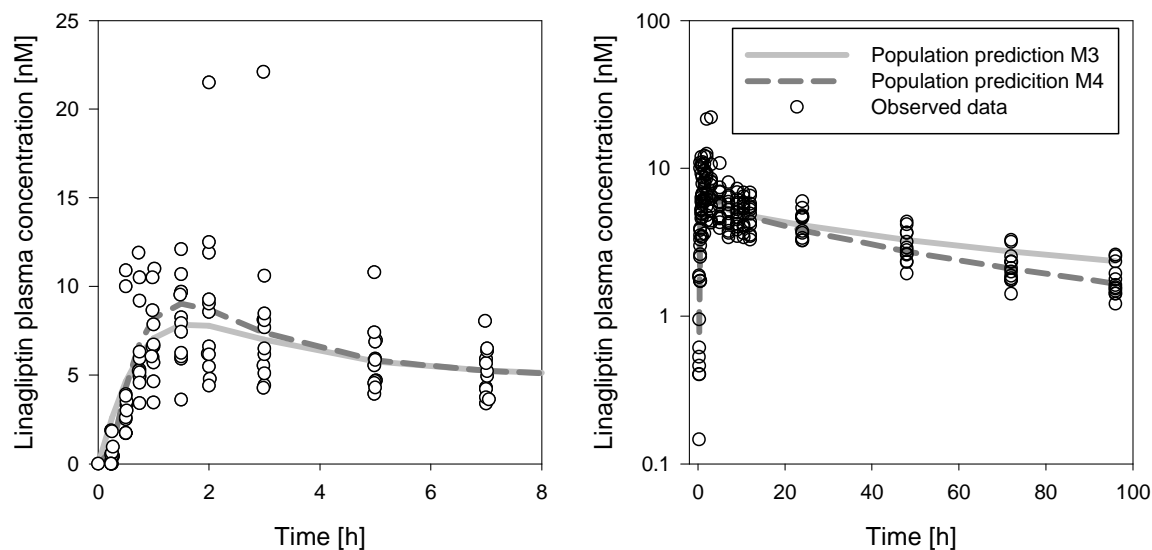 Linagliptin plasma concentration [nM]
25
20
15
10
5
0
0 2 4 6 8
Time [h]
Linagliptin plasma concentration [nM]
100
10
1
0.1
Population prediction M3
Population predicition M4
Observed data
0 20 40 60 80 100
Time [h]